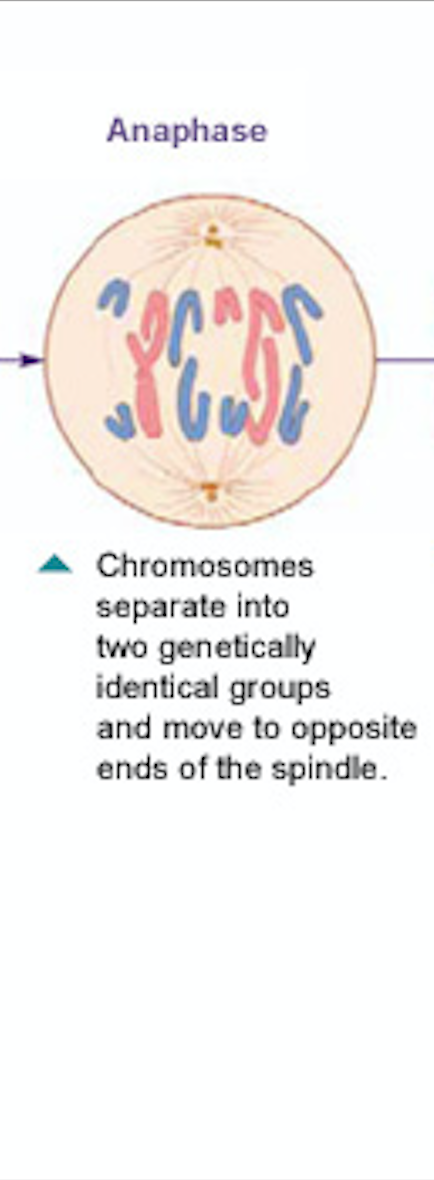 Anaphase
Chromosomes
separate into
two genetically
identical groups
and move to opposite
ends of the spindle.